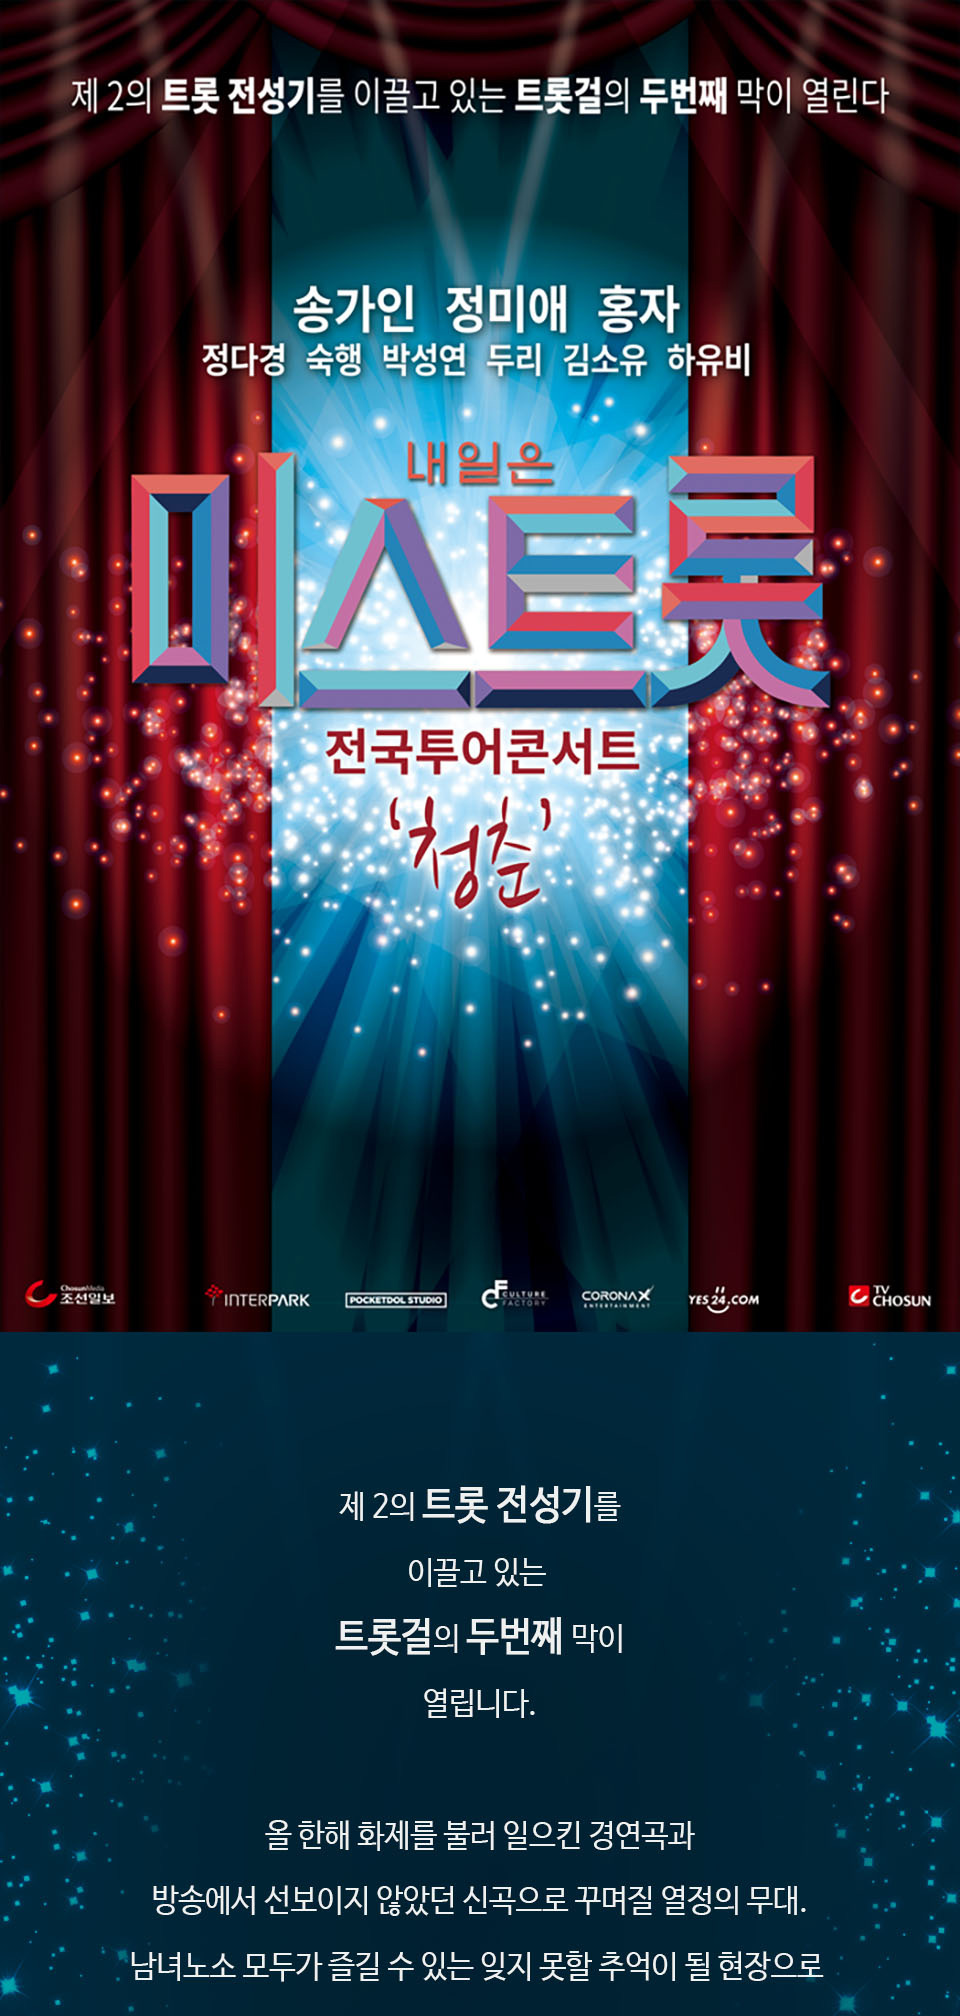 제 2의 트롯 전성기를 이끌고 있는 트롯걸의 두번째 막이 열린다
송가인 정미애 홍자
정다경 숙행 박성연 두리 김소유 하유비
내일은
미스트롯
전국투어콘서트
'청춘'
ChosunMedia
조선일보
INTERPARK
POCKETDOL STUDIO
CULTURE
FACTORY
CORONAX
ENTERTAINMENT
YES24.COM
TV
CHOSUN
제 2의 트롯 전성기를
이끌고 있는
트롯걸의 두번째 막이
열립니다.
올 한해 화제를 불러 일으킨 경연곡과
방송에서 선보이지 않았던 신곡으로 꾸며질 열정의 무대.
남녀노소 모두가 즐길 수 있는 잊지 못할 추억이 될 현장으로